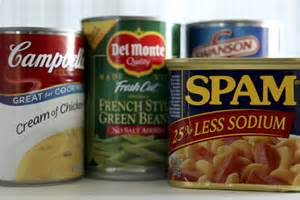 Campbell's
GREAT FOR COOKING
Cream of Chicken
Del Monte
Quality
Fresh Cut
FRENCH STYLE
GREEN BEANS
NO SALT ADDED
SWANSON
SPAM
25% LESS SODIUM